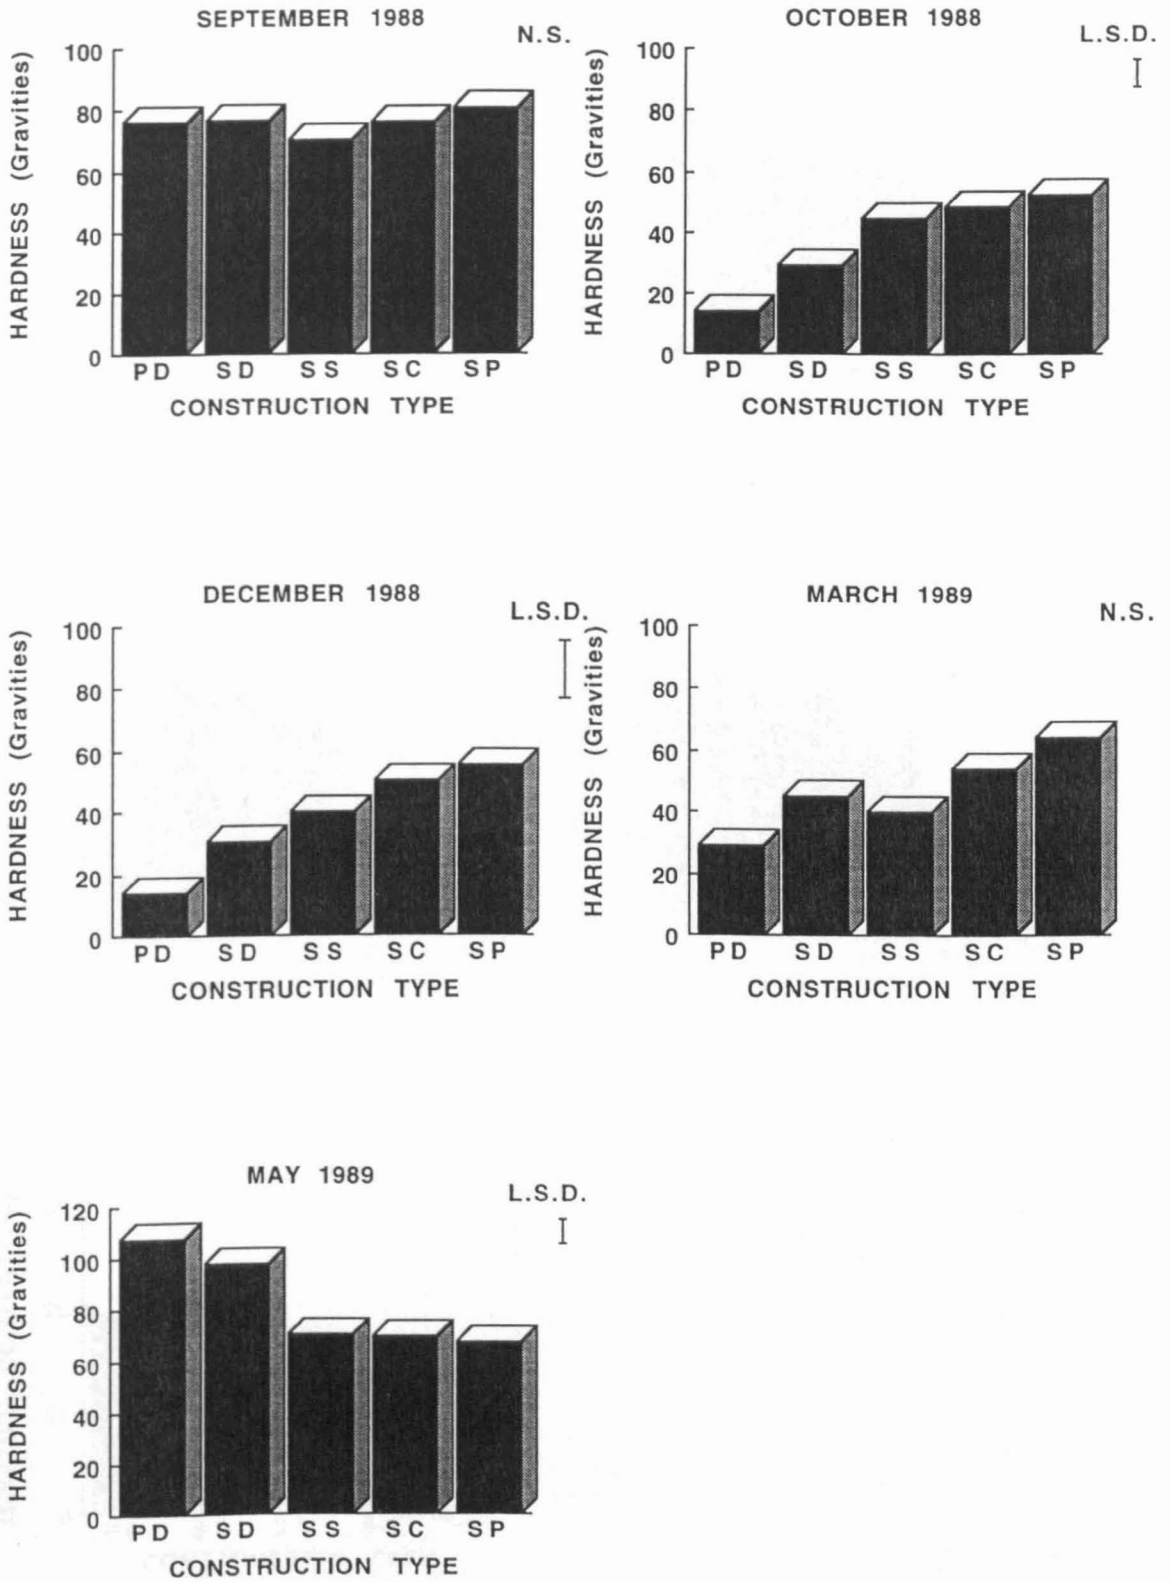 SEPTEMBER 1988
N.S.
HARDNESS (Gravities)
100
80
60
40
20
0
PD SD SS SC SP
CONSTRUCTION TYPE
OCTOBER 1988
L.S.D.
HARDNESS (Gravities)
100
80
60
40
20
0
PD SD SS SC SP
CONSTRUCTION TYPE
DECEMBER 1988
L.S.D.
HARDNESS (Gravities)
100
80
60
40
20
0
PD SD SS SC SP
CONSTRUCTION TYPE
MARCH 1989
N.S.
HARDNESS (Gravities)
100
80
60
40
20
0
PD SD SS SC SP
CONSTRUCTION TYPE
MAY 1989
L.S.D.
HARDNESS (Gravities)
120
100
80
60
40
20
0
PD SD SS SC SP
CONSTRUCTION TYPE